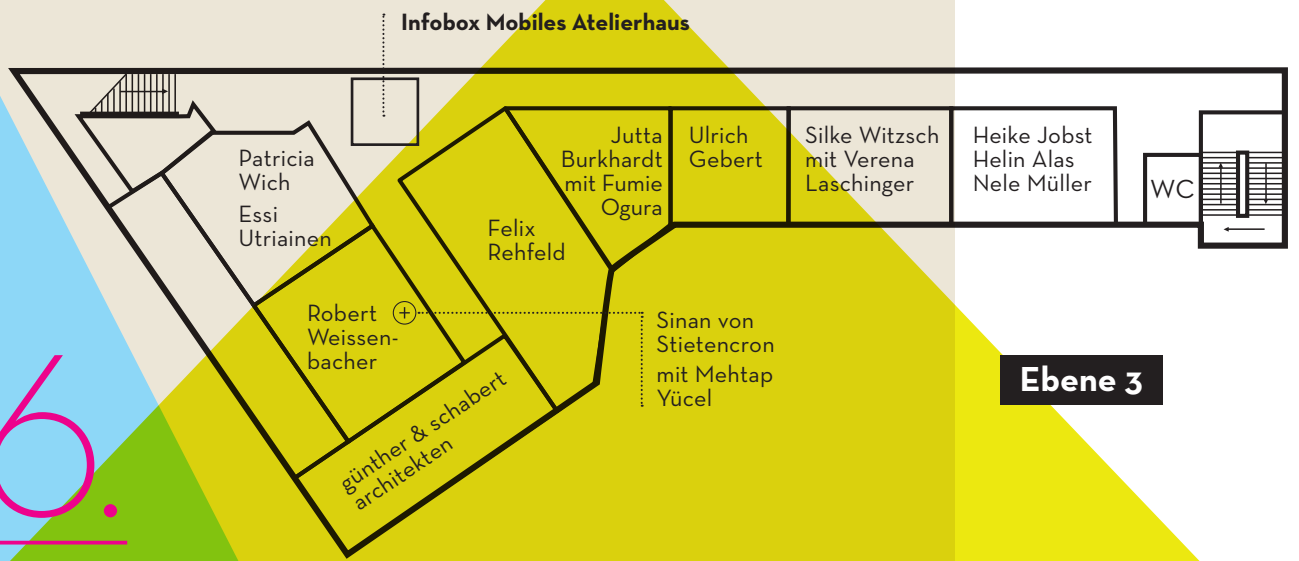 Infobox Mobiles Atelierhaus
Patricia
Wich
Essi
Utriainen
Jutta
Burkhardt
mit Fumie
Ogura
Ulrich
Gebert
Silke Witzsch
mit Verena
Laschinger
Heike Jobst
Helin Alas
Nele Müller
WC
Felix
Rehfeld
Robert
Weissen-
bacher
Sinan von
Stietencron
mit Mehtap
Yücel
günther & schabert
architekten
Ebene 3
6.